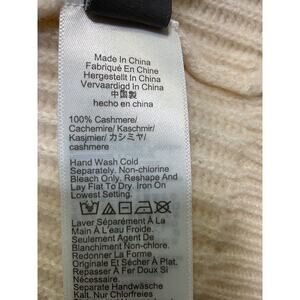 Made In China
Fabriqué En Chine
Hergestellt In China
Vervaardigd In China
中国製
hecho en china
100% Cashmere/
Cachemire/ Kaschmir/
Kasjmier/ カシミヤ/
cashmere
Hand Wash Cold
Separately. Non-chlorine
Bleach Only. Reshape And
Lay Flat To Dry. Iron On
Lowest Setting.
Laver Séparément À La
Main À L'eau Froide.
Seulement Agent De
Blanchiment Non-chlore.
Redonner La Forme
Originale Et Sécher À Plat.
Repasser À Fer Doux Si
Nécessaire.
Separate Handwäsche
Kalt. Nur Chlorfreies